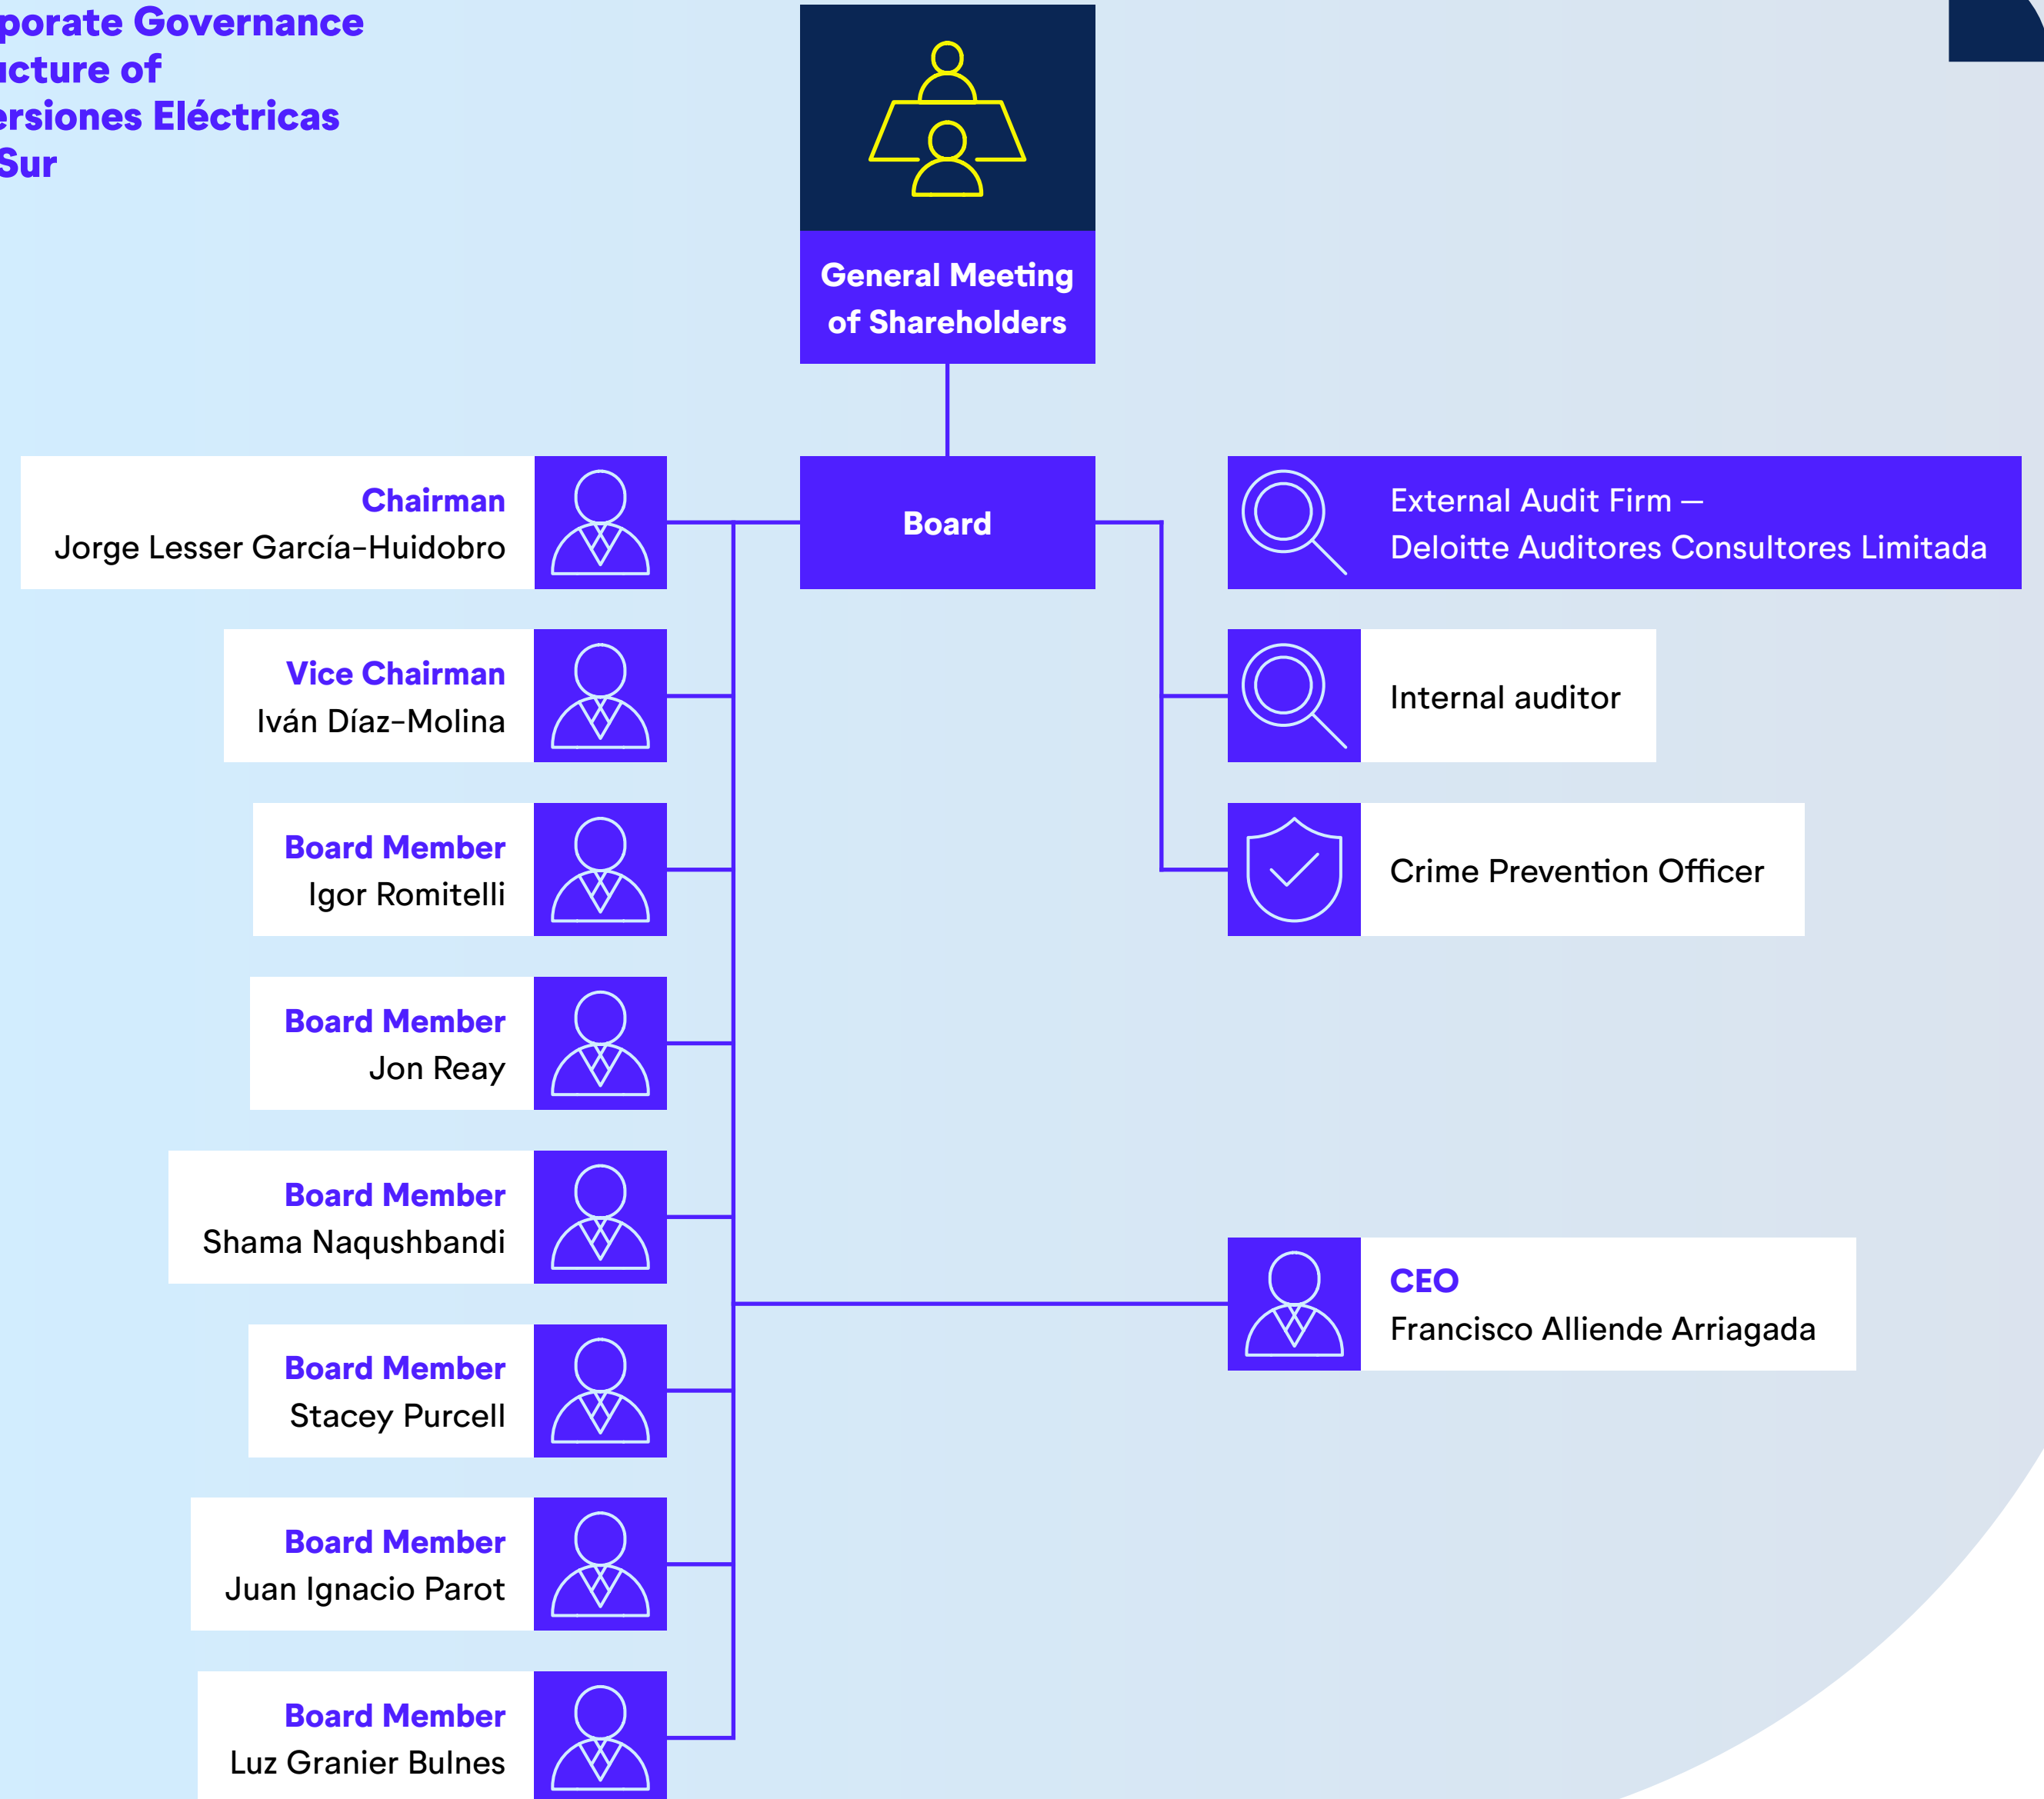 porate Governance
cture of
ersiones Eléctricas
Sur
General Meeting
of Shareholders
Board
Chairman
Jorge Lesser García-Huidobro
Vice Chairman
Iván Díaz-Molina
Board Member
Igor Romitelli
Board Member
Jon Reay
Board Member
Shama Naqushbandi
Board Member
Stacey Purcell
Board Member
Juan Ignacio Parot
Board Member
Luz Granier Bulnes
External Audit Firm —
Deloitte Auditores Consultores Limitada
Internal auditor
Crime Prevention Officer
CEO
Francisco Alliende Arriagada